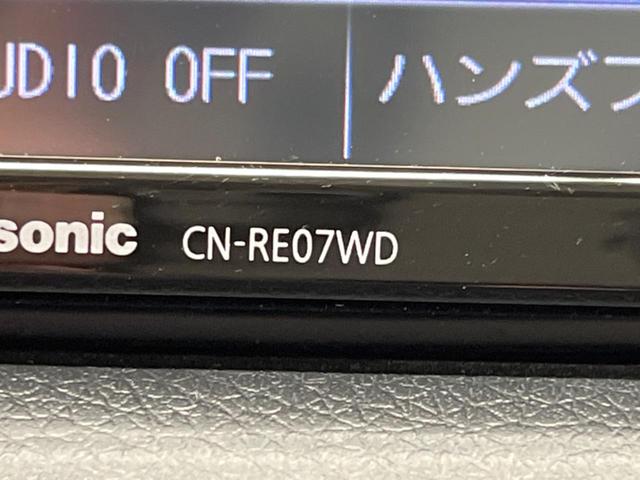 UDIO OFF
ハンズフ
sonic CN-RE07WD